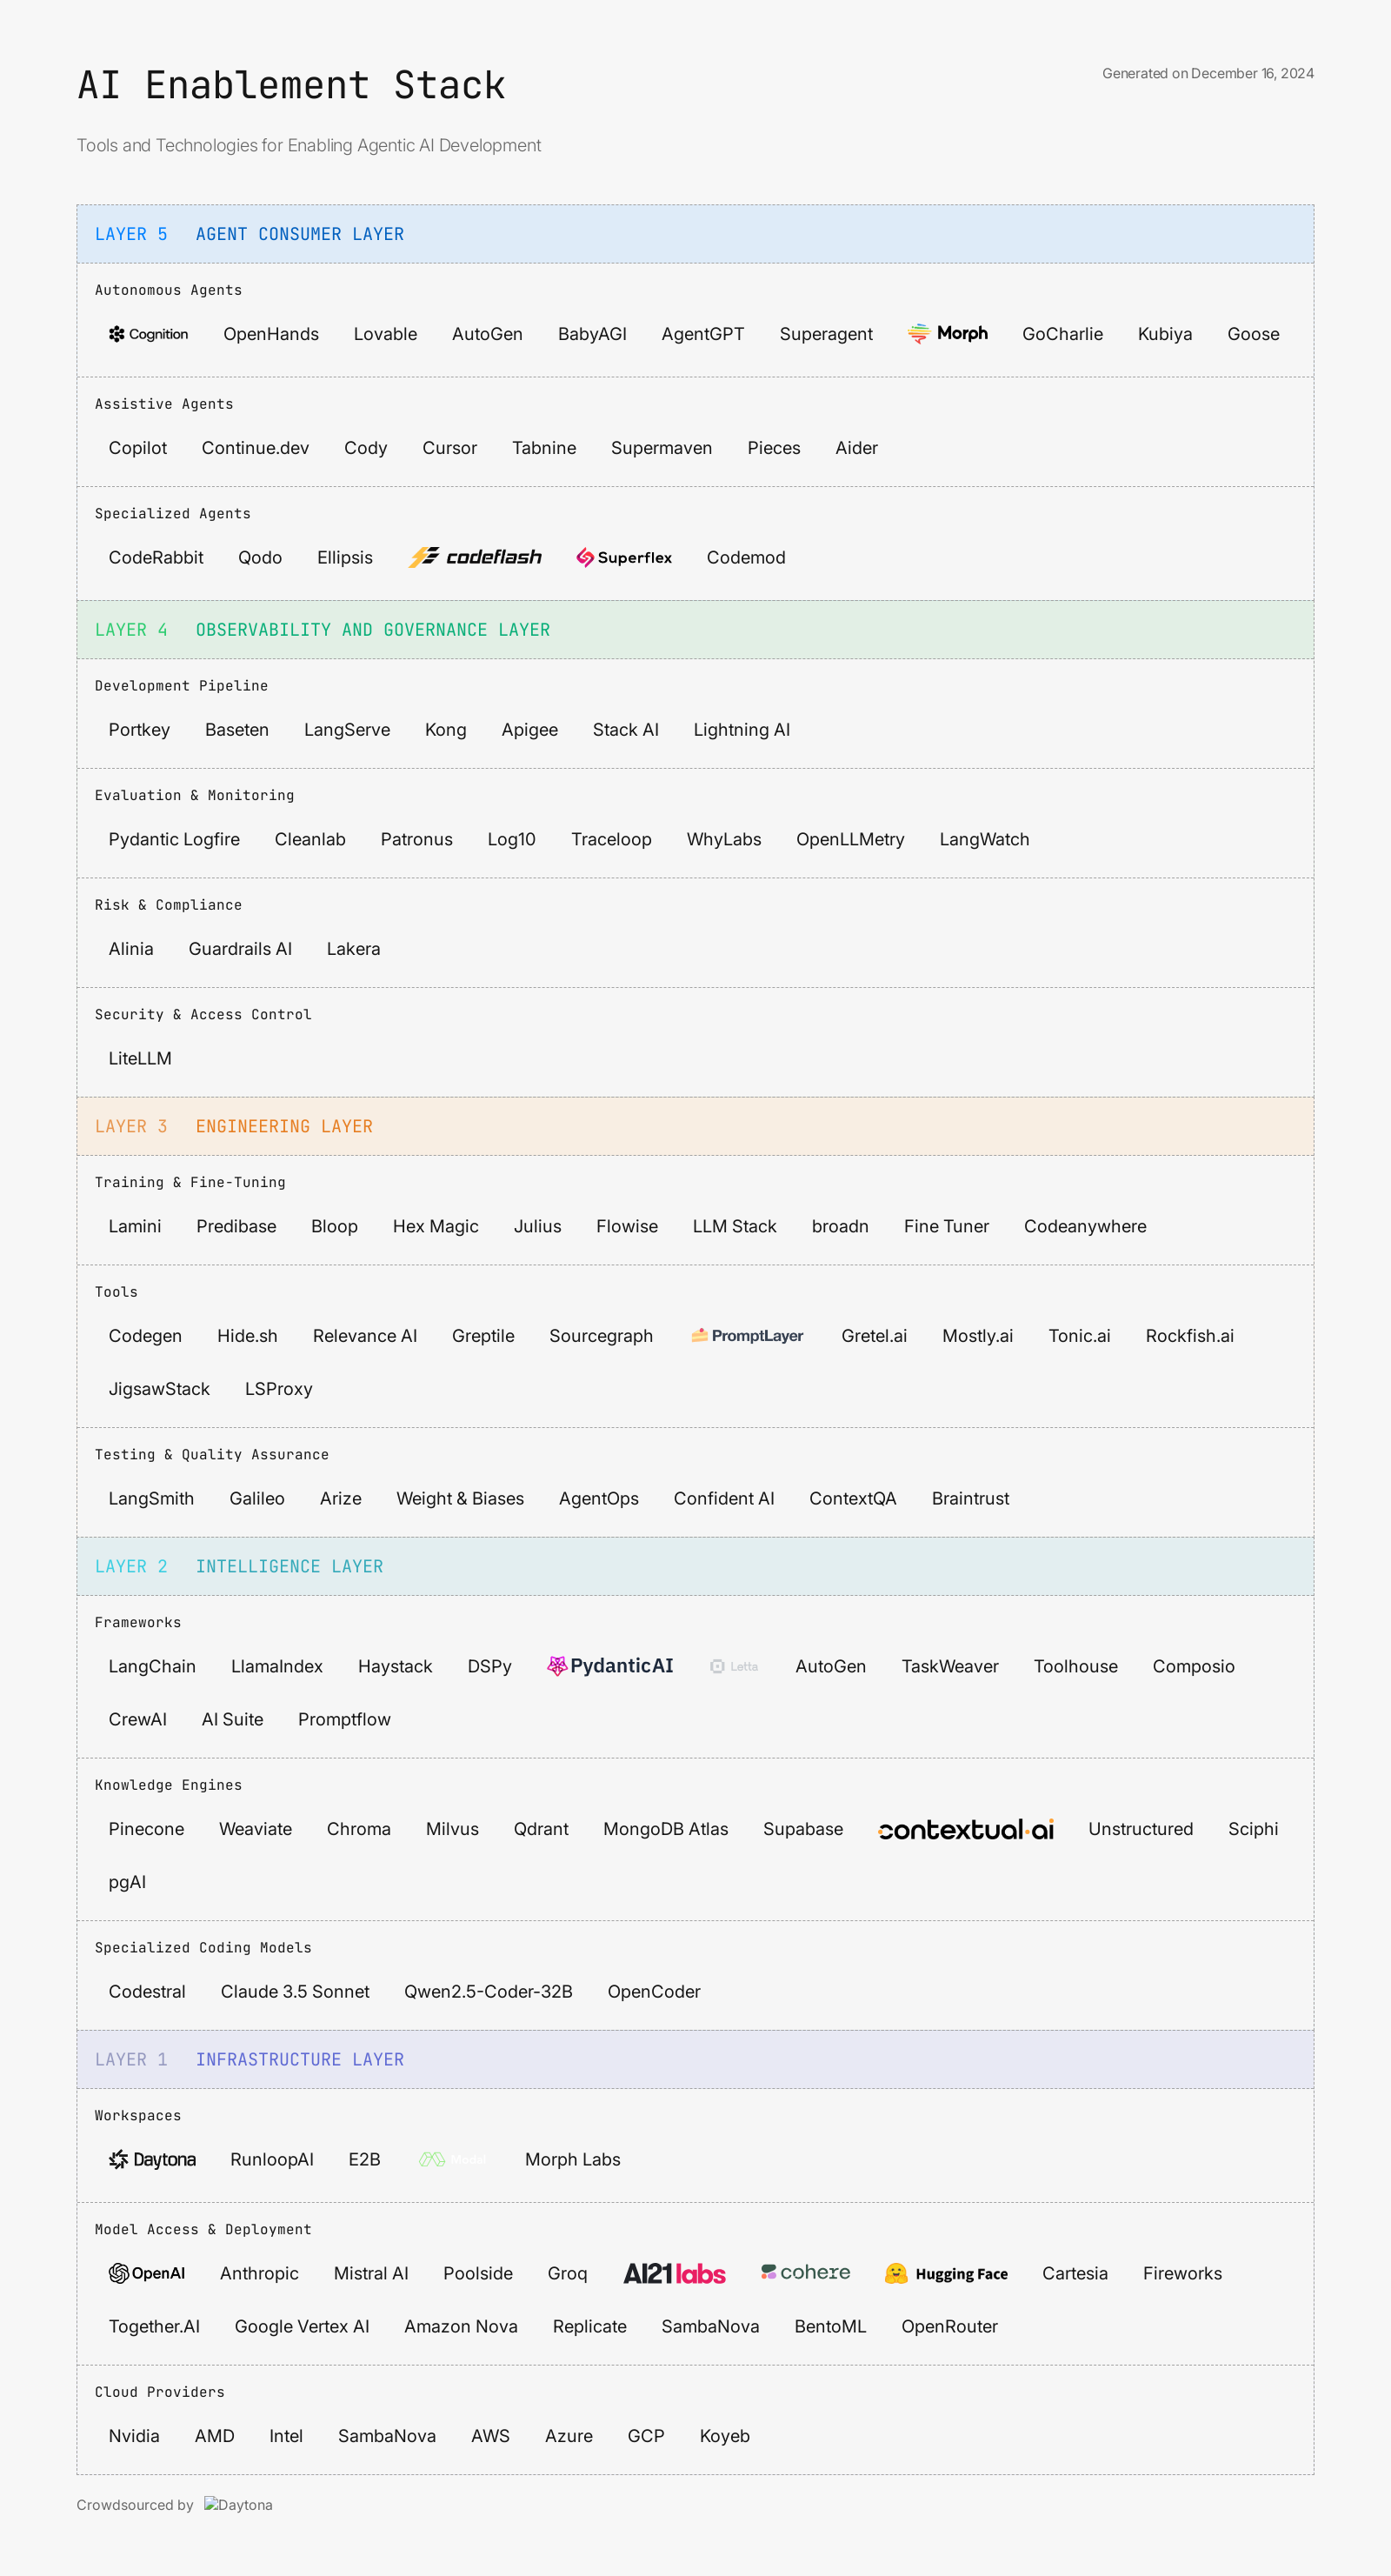 AI Enablement Stack
Generated on December 16, 2024
Tools and Technologies for Enabling Agentic AI Development
LAYER 5 AGENT CONSUMER LAYER
Autonomous Agents
Cognition OpenHands Lovable AutoGen BabyAGI AgentGPT Superagent Morph GoCharlie Kubiya Goose
Assistive Agents
Copilot Continue.dev Cody Cursor Tabnine Supermaven Pieces Aider
Specialized Agents
CodeRabbit Qodo Ellipsis codeflash Superflex Codemod
LAYER 4 OBSERVABILITY AND GOVERNANCE LAYER
Development Pipeline
Portkey Baseten LangServe Kong Apigee Stack AI Lightning AI
Evaluation & Monitoring
Pydantic Logfire Cleanlab Patronus Log10 Traceloop WhyLabs OpenLLMetry LangWatch
Risk & Compliance
Alinia Guardrails AI Lakera
Security & Access Control
LiteLLM
LAYER 3 ENGINEERING LAYER
Training & Fine-Tuning
Lamini Predibase Bloop Hex Magic Julius Flowise LLM Stack broadn Fine Tuner Codeanywhere
Tools
Codegen Hide.sh Relevance AI Greptile Sourcegraph PromptLayer Gretel.ai Mostly.ai Tonic.ai Rockfish.ai
JigsawStack LSProxy
Testing & Quality Assurance
LangSmith Galileo Arize Weight & Biases AgentOps Confident AI ContextQA Braintrust
LAYER 2 INTELLIGENCE LAYER
Frameworks
LangChain LlamaIndex Haystack DSPy PydanticAI Letta AutoGen TaskWeaver Toolhouse Composio
CrewAI AI Suite Promptflow
Knowledge Engines
Pinecone Weaviate Chroma Milvus Qdrant MongoDB Atlas Supabase contextual.ai Unstructured Sciphi
pgAI
Specialized Coding Models
Codestral Claude 3.5 Sonnet Qwen2.5-Coder-32B OpenCoder
LAYER 1 INFRASTRUCTURE LAYER
Workspaces
Daytona RunloopAI E2B Modal Morph Labs
Model Access & Deployment
OpenAI Anthropic Mistral AI Poolside Groq AI21 labs cohere Hugging Face Cartesia Fireworks
Together.AI Google Vertex AI Amazon Nova Replicate SambaNova BentoML OpenRouter
Cloud Providers
Nvidia AMD Intel SambaNova AWS Azure GCP Koyeb
Crowdsourced by Daytona